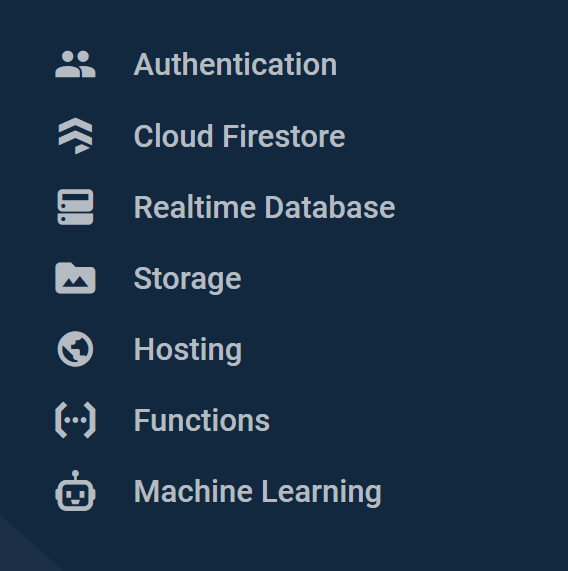 Authentication
Cloud Firestore
Realtime Database
Storage
Hosting
Functions
Machine Learning